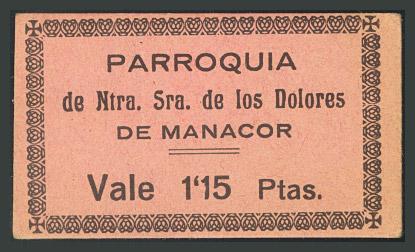 PARROQUIA
de Ntra. Sra. de los Dolores
DE MANACOR
Vale 1'15 Ptas.